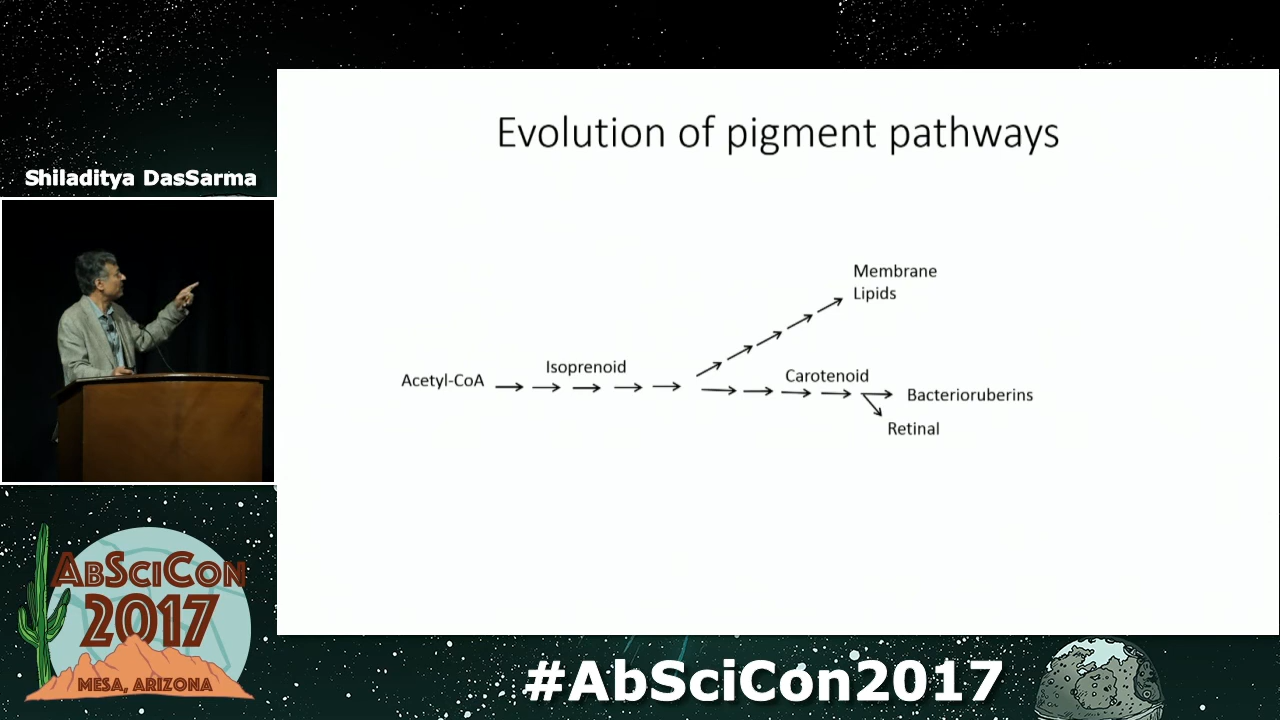 Evolution of pigment pathways
Shiladitya DasSarma
Membrane
Lipids
Isoprenoid
Acetyl-CoA
Carotenoid
Bacterioruberins
Retinal
ABSCICON
2017
MESA, ARIZONA
#AbSciCon2017